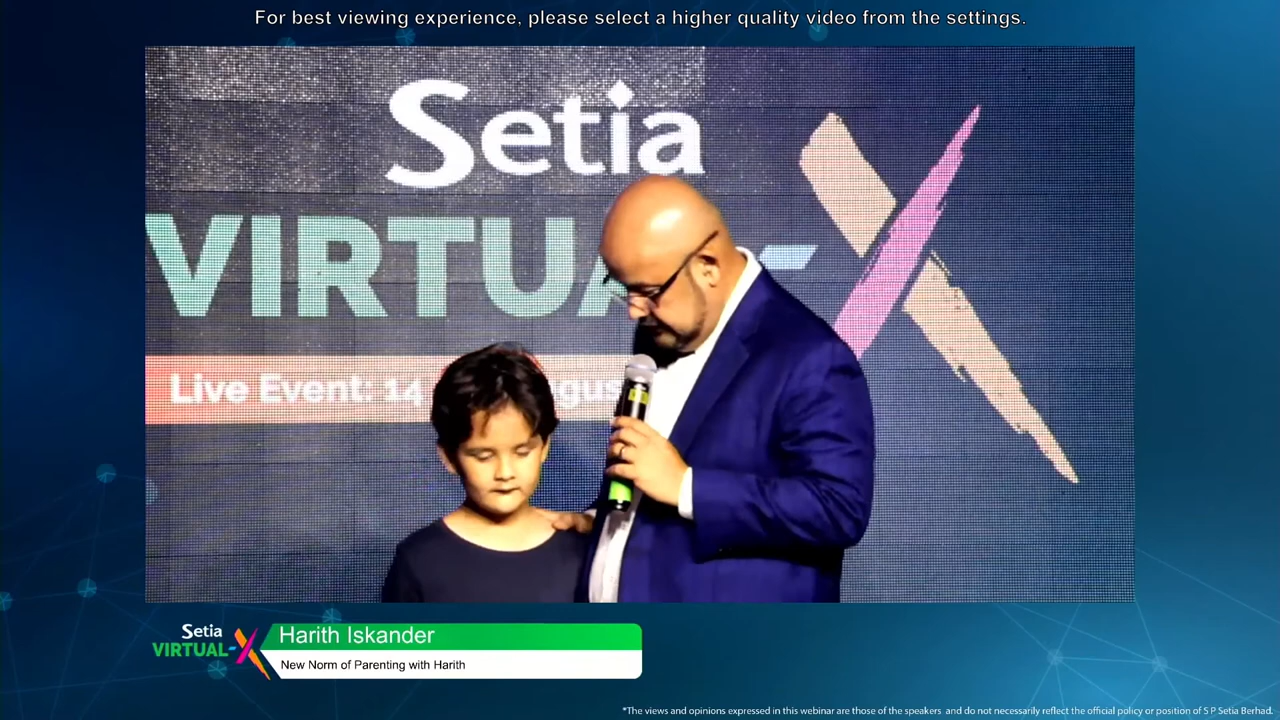 For best viewing experience, please select a higher quality video from the settings.
Setia
VIRTUA
Live Event: 14
Setia
VIRTUAL-X
Harith Iskander
New Norm of Parenting with Harith
*The views and opinions expressed in this webinar are those of the speakers and do not necessarily reflect the official policy or position of S P Setia Berhad.